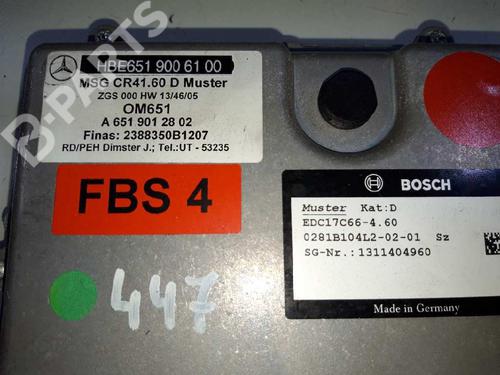 HBE651 900 61 00
MSG CR41.60 D Muster
ZGS 000 HW 13/46/05
OM651
A 651 901 28 02
Finas: 2388350B1207
RD/PEH Dimster J.; Tel.:UT - 53235
FBS 4
447
BOSCH
Muster Kat:D
EDC17C66-4.60
0281B104L2-02-01 Sz
SG-Nr.:1311404960
Made in Germany
B-PARTS